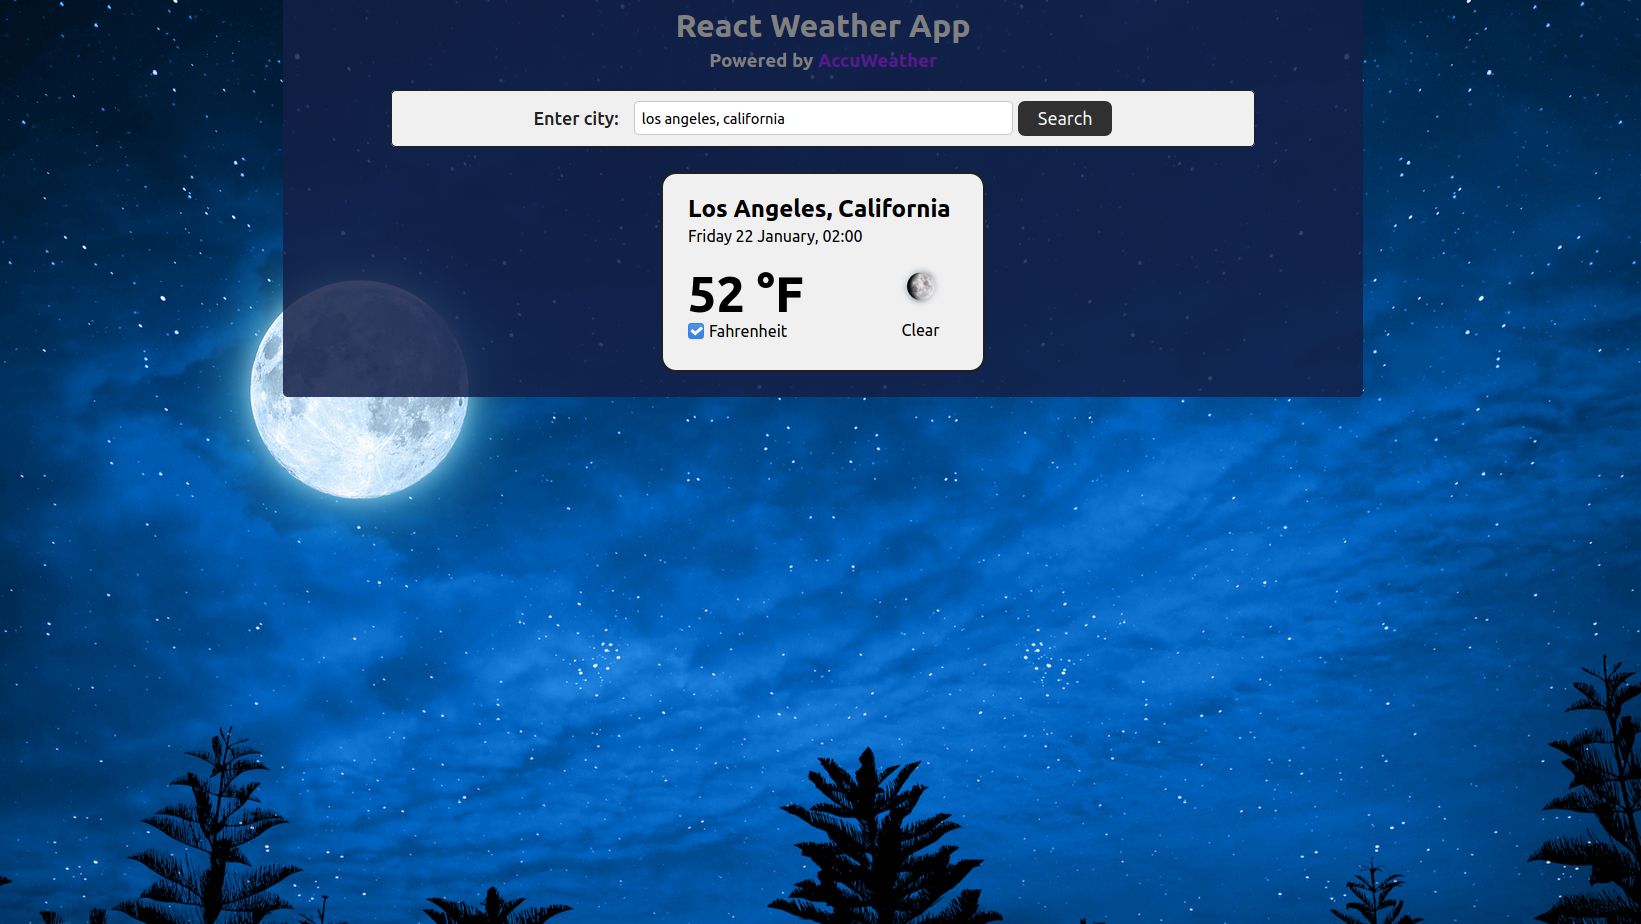 React Weather App
Powered by AccuWeather
Enter city: los angeles, california Search
Los Angeles, California
Friday 22 January, 02:00
52 °F
Fahrenheit
Clear